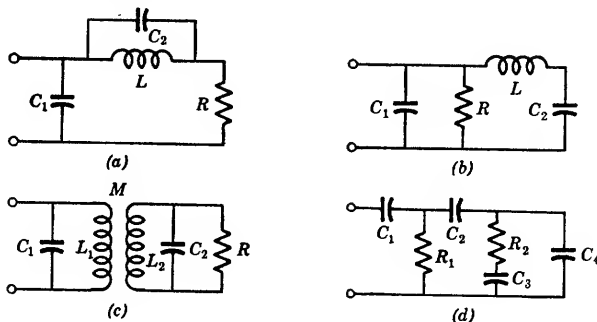 C₂
L
C₁
R
(a)
L
C₁
R
C₂
(b)
M
C₁
L₁
L₂
C₂
R
(c)
C₁
C₂
R₁
R₂
C₃
C₄
(d)